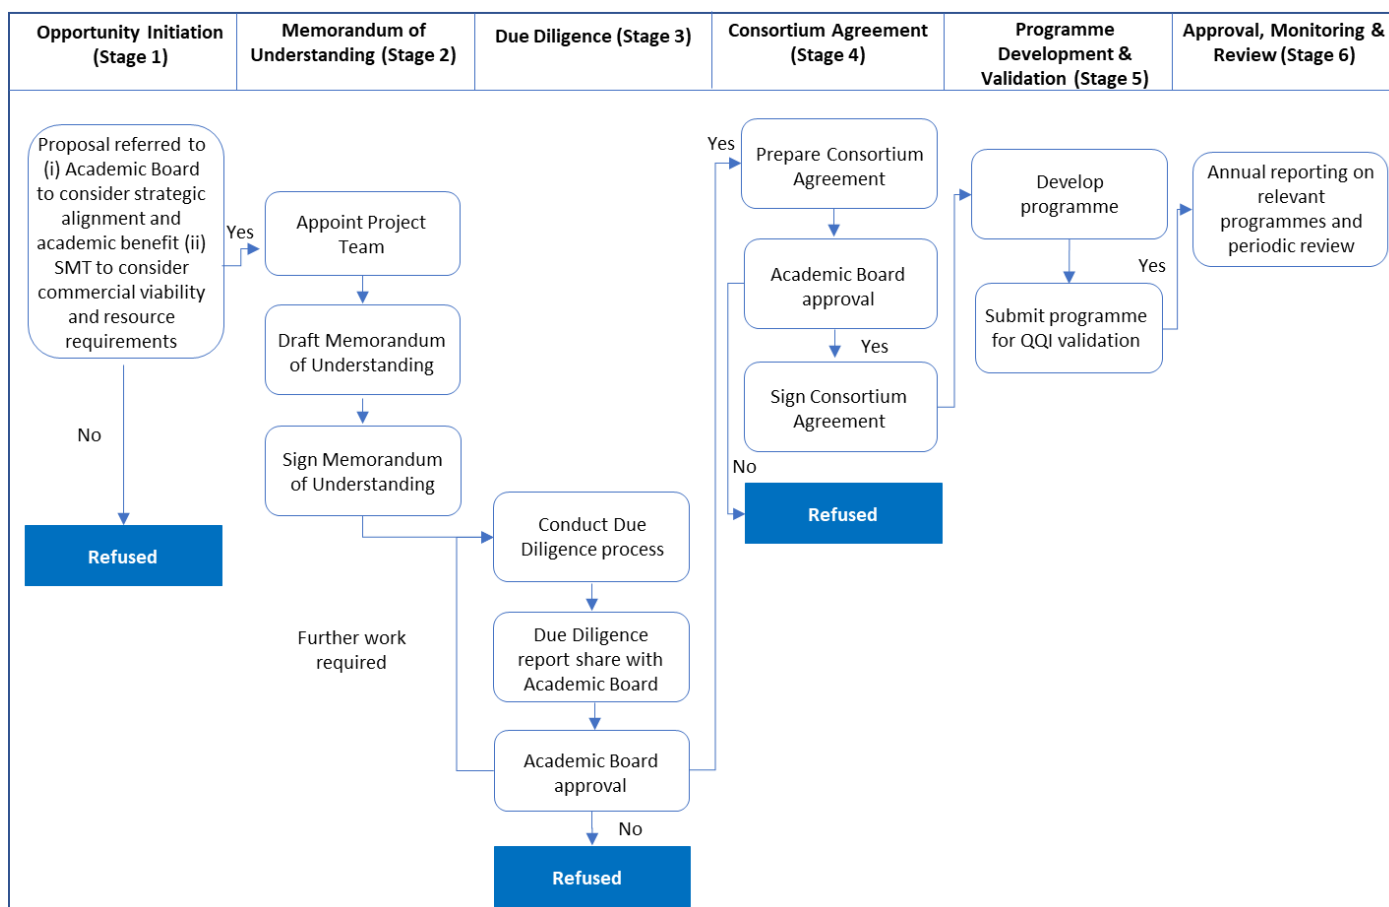 Opportunity Initiation
(Stage 1)
Memorandum of
Understanding (Stage 2)
Due Diligence (Stage 3)
Consortium Agreement
(Stage 4)
Programme
Development &
Validation (Stage 5)
Approval, Monitoring &
Review (Stage 6)
Proposal referred to
(i) Academic Board
to consider strategic
alignment and
academic benefit (ii)
SMT to consider
commercial viability
and resource
requirements
Yes
No
Refused
Appoint Project
Team
Draft Memorandum
of Understanding
Sign Memorandum
of Understanding
Further work
required
Conduct Due
Diligence process
Due Diligence
report share with
Academic Board
Academic Board
approval
No
Refused
Yes
Prepare Consortium
Agreement
Academic Board
approval
Yes
Sign Consortium
Agreement
No
Refused
Develop
programme
Submit programme
for QQI validation
Yes
Annual reporting on
relevant
programmes and
periodic review